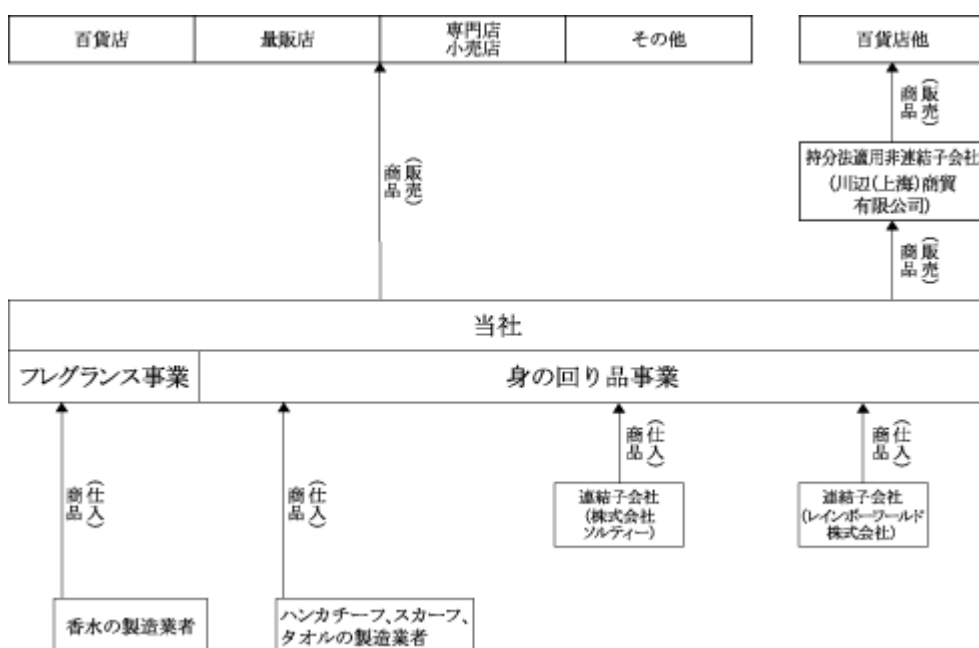 百貨店
量販店
専門店
小売店
その他
百貨店他
商品
(販売)
持分法適用非連結子会社
(川辺(上海)商貿
有限公司)
商品
(販売)
商品
(販売)
当社
フレグランス事業
身の回り品事業
商品
(仕入)
商品
(仕入)
商品
(仕入)
商品
(仕入)
連結子会社
(株式会社
ソルティー)
連結子会社
(レインボーワールド
株式会社)
香水の製造業者
ハンカチーフ、スカーフ、
タオルの製造業者